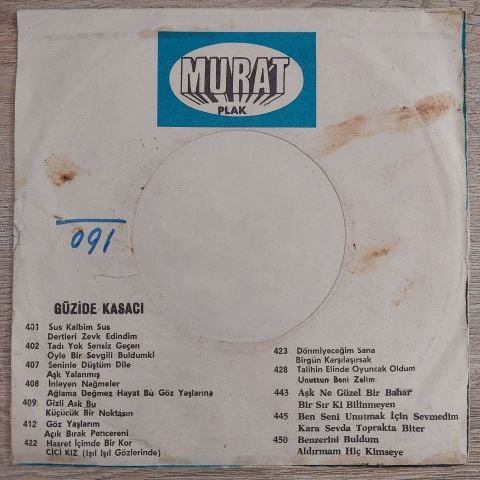 MURAT
PLAK
160
GÜZİDE KASACI
401 Sus Kalbim Sus
Dertleri Zevk Edindim
402 Tadı Yok Sensiz Geçen
Öyle Bir Sevgili Buldumki
407 Seninle Düştüm Dile
Aşk Yalanmış
408 İnleyen Nağmeler
Ağlama Değmez Hayat Bu Göz Yaşlarına
409. Gizli Aşk Bu
Küçücük Bir Noktasın
412 Göz Yaşlarım
Açık Bırak Pencereni
422 Hasret İçimde Bir Kor
CİCİ KIZ (Işıl Işıl Gözlerinde)
423 Dönmiyeceğim Sana
Birgün Karşılaşırsak
428 Talihin Elinde Oyuncak Oldum
Unuttun Beni Zalim
443 Aşk Ne Güzel Bir Bahar
Bir Sır Ki Bilinmeyen
445 Ben Seni Unutmak İçin Sevmedim
Kara Sevda Toprakta Biter
450 Benzerini Buldum
Aldırmam Hiç Kimseye